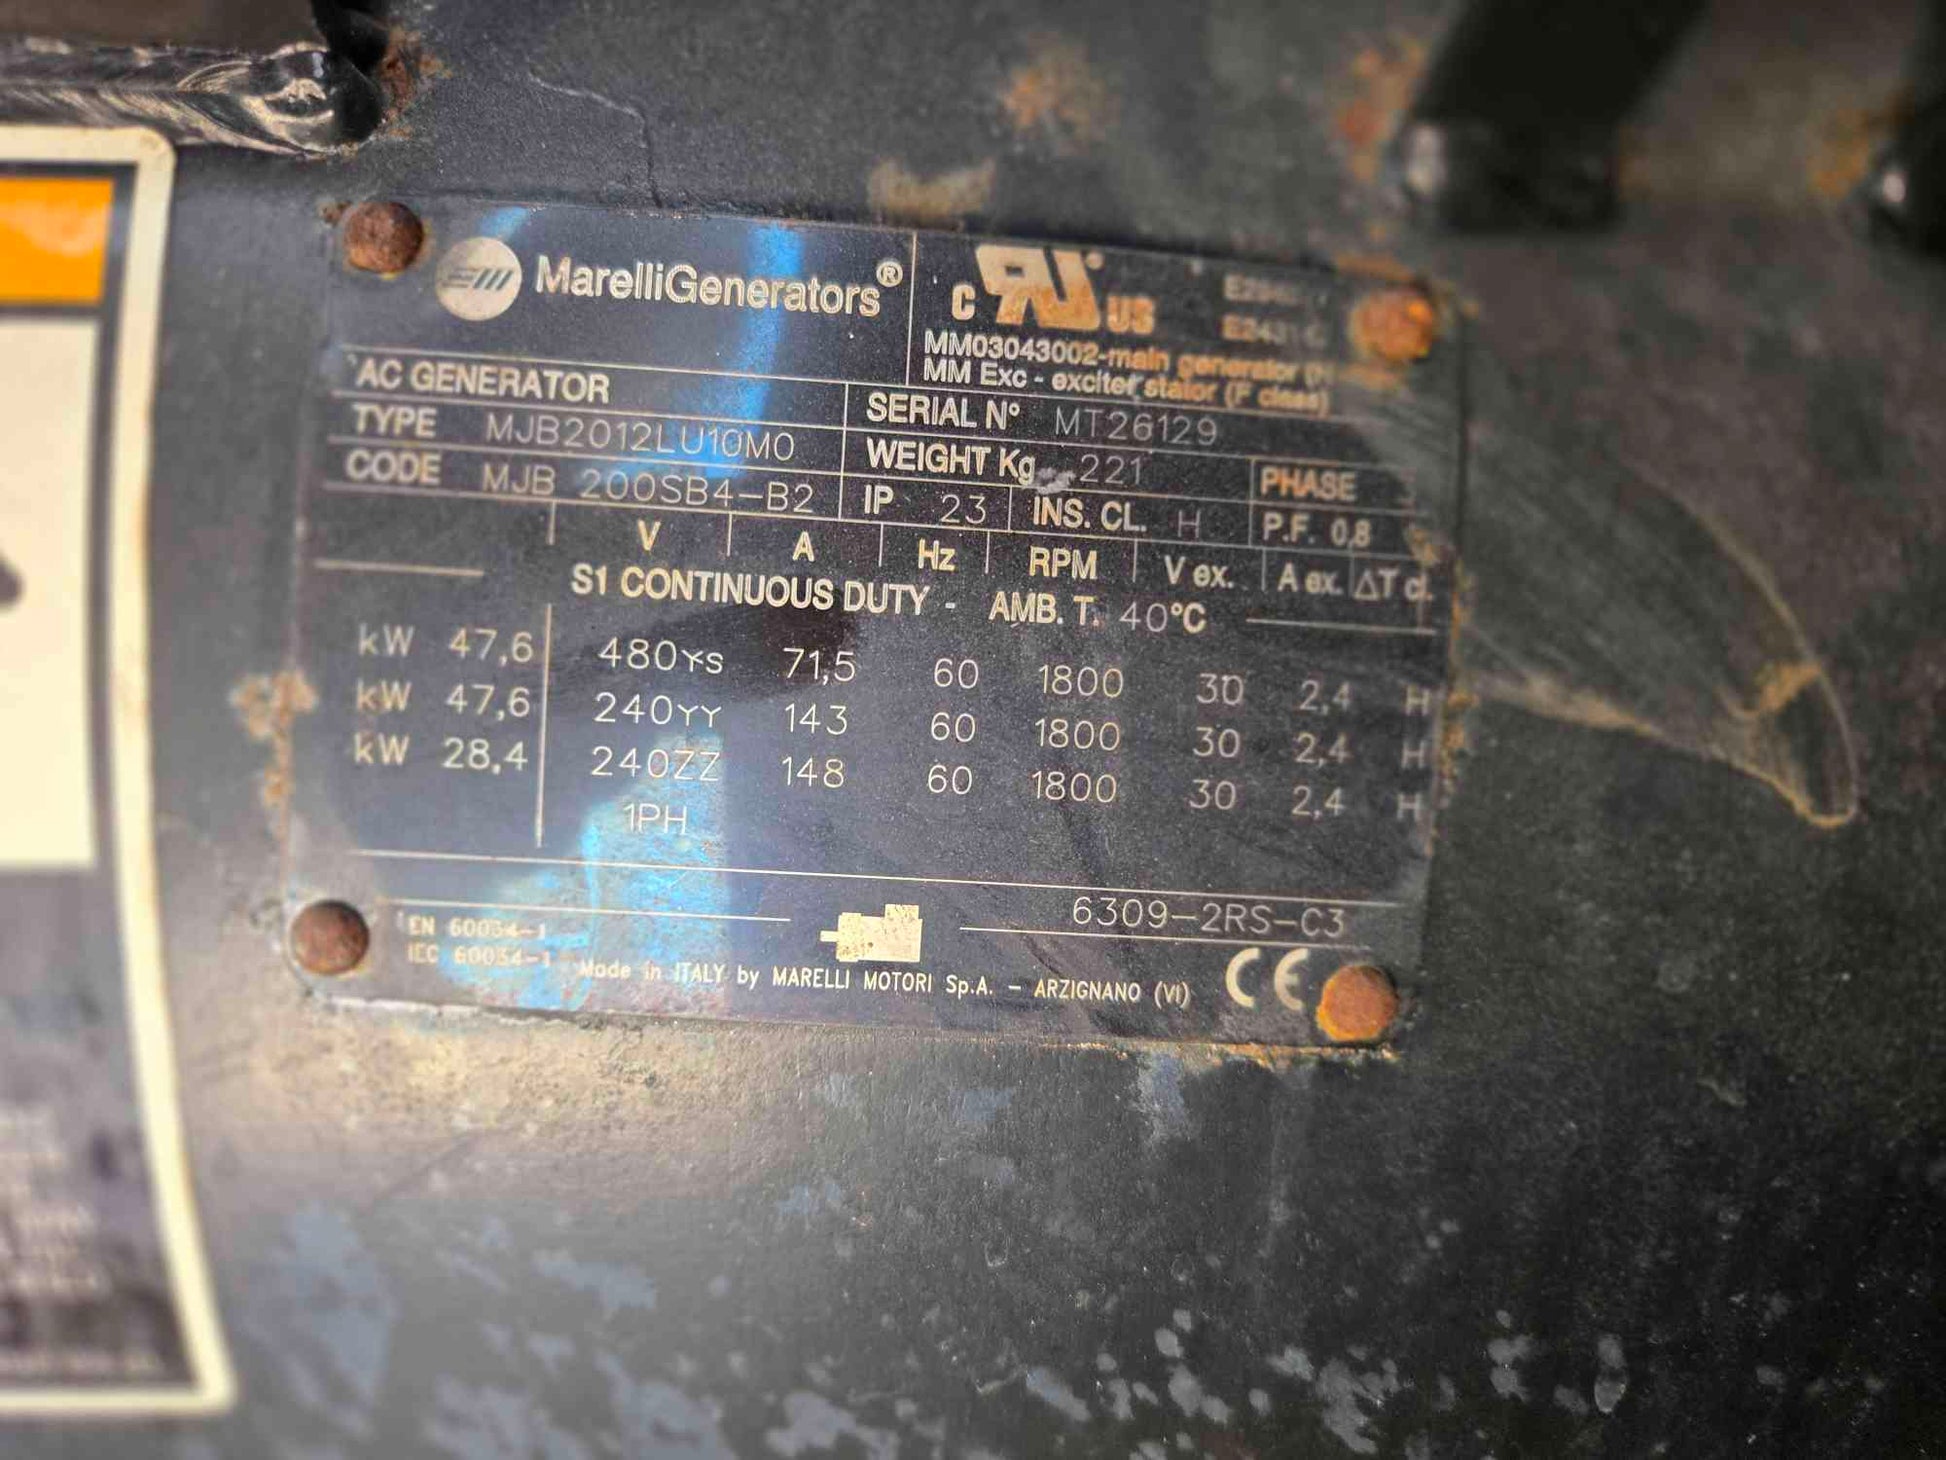 MarelliGenerators®
C RU US
MM03043002-main generator
MM Exc - exciter stator (F class)
AC GENERATOR
SERIAL N° MT26129
TYPE MJB2012LU10M0
WEIGHT Kg 221
PHASE
CODE MJB 200SB4-B2
IP 23 INS. CL. H P.F. 0,8
V A Hz RPM V ex. A ex. ΔT cl.
S1 CONTINUOUS DUTY - AMB. T. 40°C
kW 47,6 480YS 71,5 60 1800 30 2,4 H
kW 47,6 240YY 143 60 1800 30 2,4 H
kW 28,4 240ZZ 148 60 1800 30 2,4 H
1PH
6309-2RS-C3
EN 60034-1
IEC 60034-1
Made in ITALY by MARELLI MOTORI S.p.A. - ARZIGNANO (VI)
CE